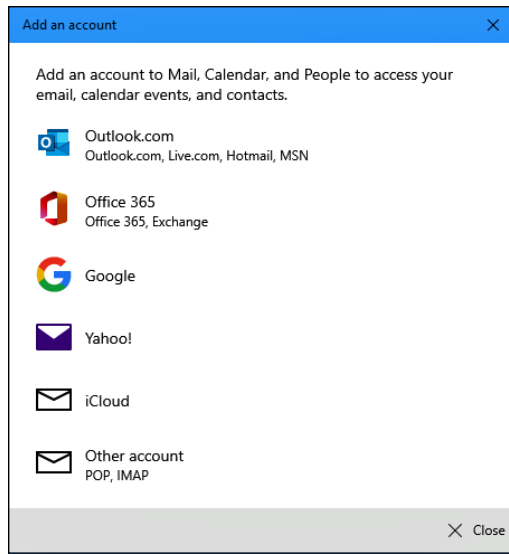 Add an account
Add an account to Mail, Calendar, and People to access your
email, calendar events, and contacts.
Outlook.com
Outlook.com, Live.com, Hotmail, MSN
Office 365
Office 365, Exchange
Google
Yahoo!
iCloud
Other account
POP, IMAP
Close